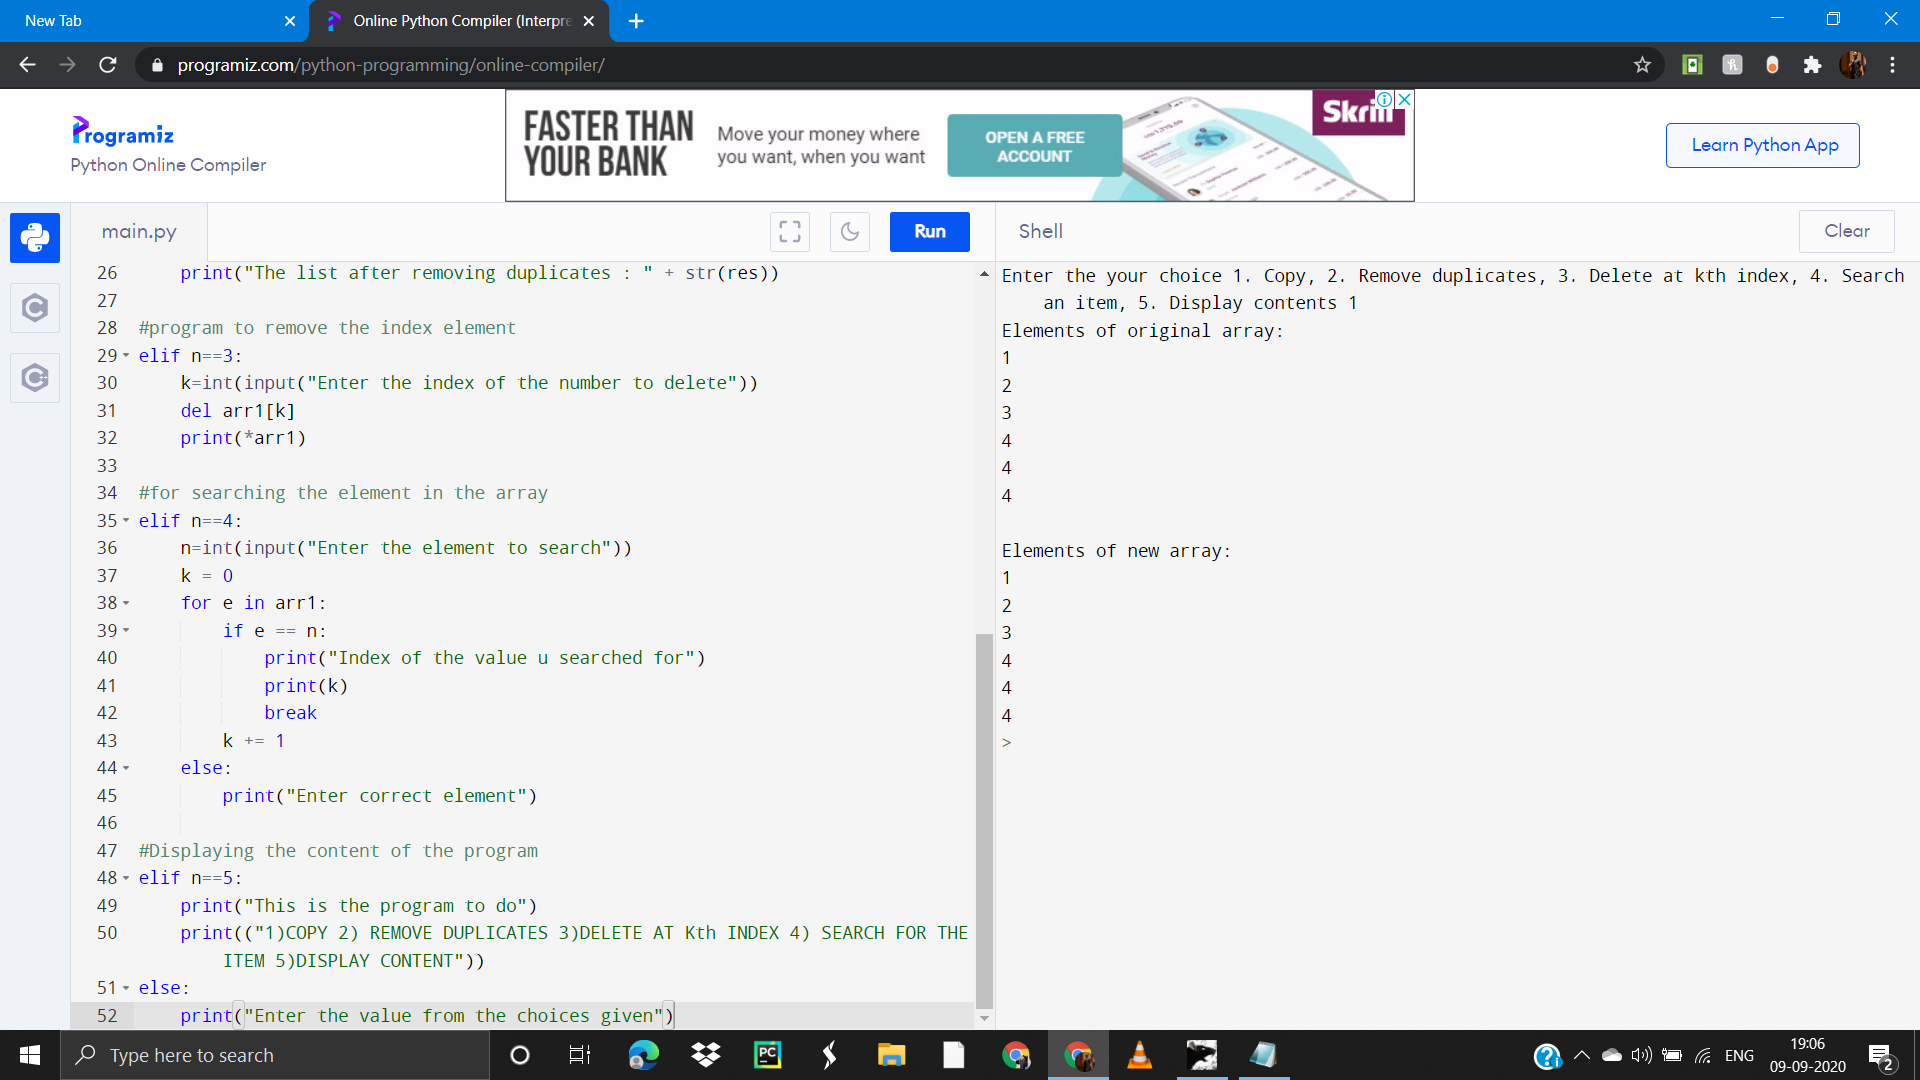 New Tab
Online Python Compiler (Interpre
programiz.com/python-programming/online-compiler/
Programiz
Python Online Compiler
FASTER THAN
YOUR BANK
Move your money where
you want, when you want
OPEN A FREE
ACCOUNT
Skrill
Learn Python App
main.py
Run
Shell
Clear
26 print("The list after removing duplicates : " + str(res))
27
28 #program to remove the index element
29 elif n==3:
30 k=int(input("Enter the index of the number to delete"))
31 del arr1[k]
32 print(*arr1)
33
34 #for searching the element in the array
35 elif n==4:
36 n=int(input("Enter the element to search"))
37 k = 0
38 for e in arr1:
39 if e == n:
40 print("Index of the value u searched for")
41 print(k)
42 break
43 k += 1
44 else:
45 print("Enter correct element")
46
47 #Displaying the content of the program
48 elif n==5:
49 print("This is the program to do")
50 print(("1)COPY 2) REMOVE DUPLICATES 3)DELETE AT Kth INDEX 4) SEARCH FOR THE
ITEM 5)DISPLAY CONTENT"))
51 else:
52 print("Enter the value from the choices given")
Enter the your choice 1. Copy, 2. Remove duplicates, 3. Delete at kth index, 4. Search
an item, 5. Display contents 1
Elements of original array:
1
2
3
4
4
4
Elements of new array:
1
2
3
4
4
4
>
Type here to search
PC
ENG
19:06
09-09-2020
2